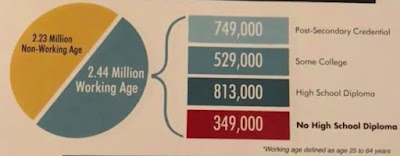 2.23 Million
Non-Working Age
2.44 Million
Working Age
749,000 Post-Secondary Credential
529,000 Some College
813,000 High School Diploma
349,000 No High School Diploma
*Working age defined as age 25 to 64 years